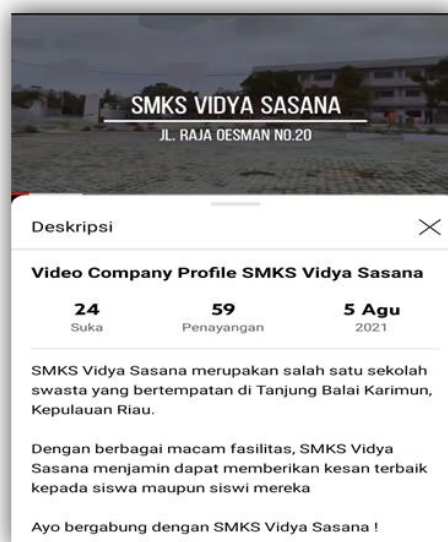 SMKS VIDYA SASANA
JL. RAJA OESMAN NO.20
Deskripsi
Video Company Profile SMKS Vidya Sasana
24 59 5 Agu
Suka Penayangan 2021
SMKS Vidya Sasana merupakan salah satu sekolah
swasta yang bertempatan di Tanjung Balai Karimun,
Kepulauan Riau.
Dengan berbagai macam fasilitas, SMKS Vidya
Sasana menjamin dapat memberikan kesan terbaik
kepada siswa maupun siswi mereka
Ayo bergabung dengan SMKS Vidya Sasana !